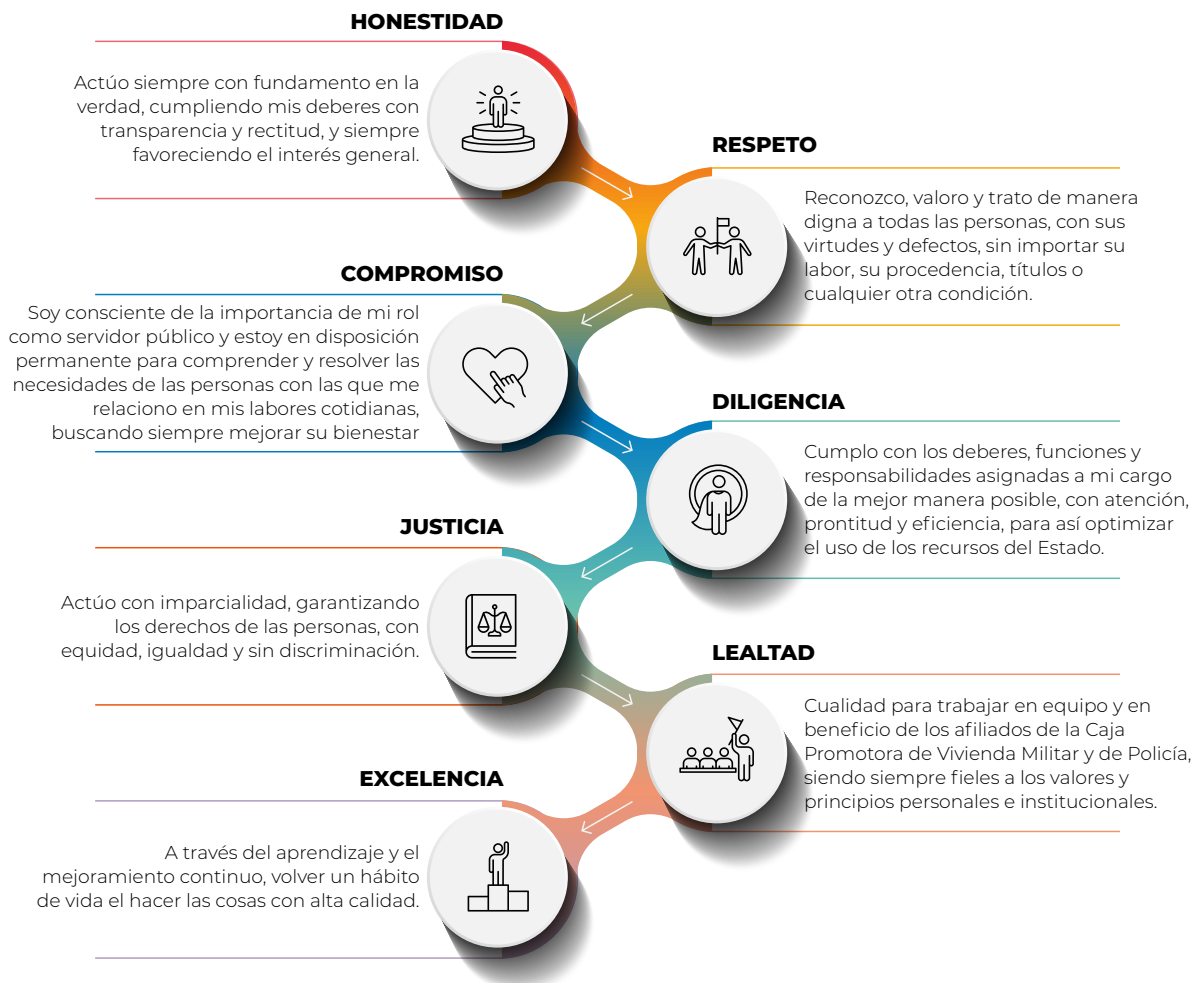 HONESTIDAD
Actúo siempre con fundamento en la
verdad, cumpliendo mis deberes con
transparencia y rectitud, y siempre
favoreciendo el interés general.
RESPETO
Reconozco, valoro y trato de manera
digna a todas las personas, con sus
virtudes y defectos, sin importar su
labor, su procedencia, títulos o
cualquier otra condición.
COMPROMISO
Soy consciente de la importancia de mi rol
como servidor público y estoy en disposición
permanente para comprender y resolver las
necesidades de las personas con las que me
relaciono en mis labores cotidianas,
buscando siempre mejorar su bienestar
DILIGENCIA
Cumplo con los deberes, funciones y
responsabilidades asignadas a mi cargo
de la mejor manera posible, con atención,
prontitud y eficiencia, para así optimizar
el uso de los recursos del Estado.
JUSTICIA
Actúo con imparcialidad, garantizando
los derechos de las personas, con
equidad, igualdad y sin discriminación.
LEALTAD
Cualidad para trabajar en equipo y en
beneficio de los afiliados de la Caja
Promotora de Vivienda Militar y de Policía,
siendo siempre fieles a los valores y
principios personales e institucionales.
EXCELENCIA
A través del aprendizaje y el
mejoramiento continuo, volver un hábito
de vida el hacer las cosas con alta calidad.